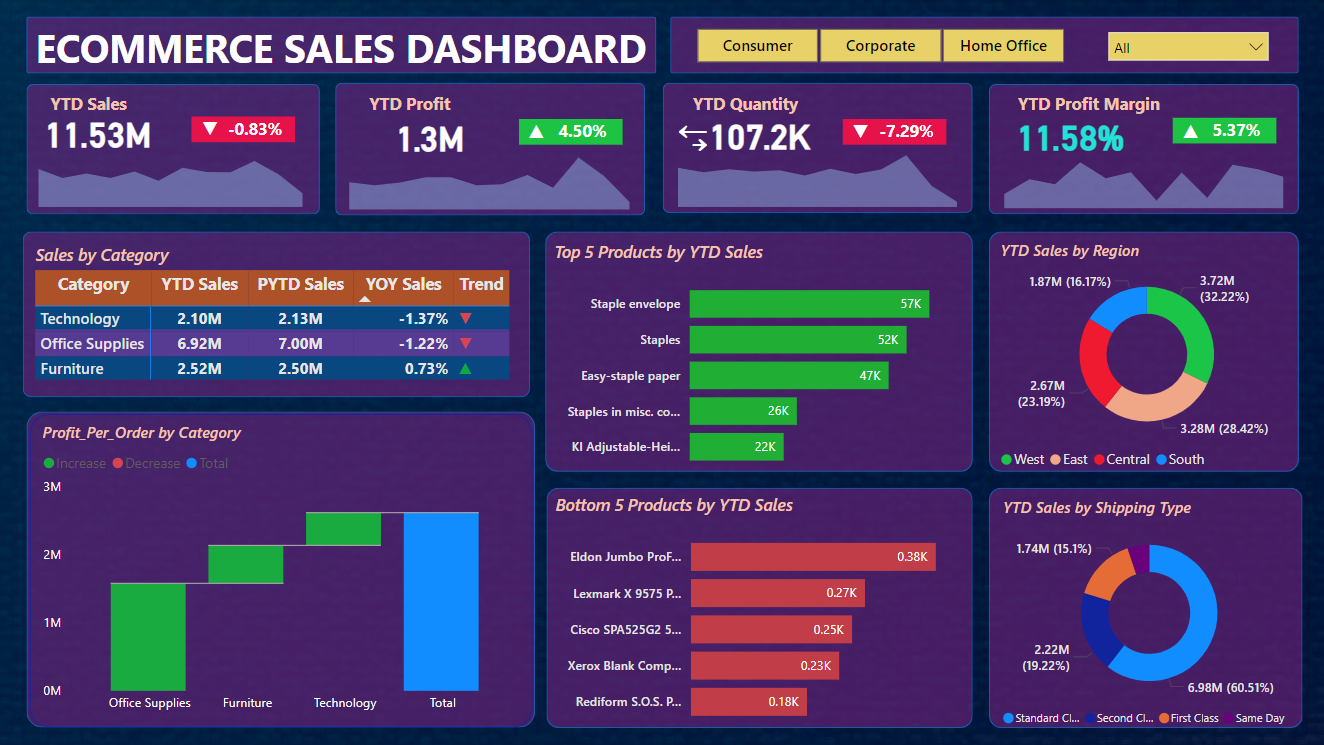 ECOMMERCE SALES DASHBOARD
Consumer
Corporate
Home Office
All
YTD Sales
11.53M
-0.83%
YTD Profit
1.3M
4.50%
YTD Quantity
107.2K
-7.29%
YTD Profit Margin
11.58%
5.37%
Sales by Category
Category YTD Sales PYTD Sales YOY Sales Trend
Technology 2.10M 2.13M -1.37%
Office Supplies 6.92M 7.00M -1.22%
Furniture 2.52M 2.50M 0.73%
Profit_Per_Order by Category
Increase Decrease Total
3M
2M
1M
0M
Office Supplies Furniture Technology Total
Top 5 Products by YTD Sales
Staple envelope 57K
Staples 52K
Easy-staple paper 47K
Staples in misc. co... 26K
KI Adjustable-Hei... 22K
Bottom 5 Products by YTD Sales
Eldon Jumbo ProF... 0.38K
Lexmark X 9575 P... 0.27K
Cisco SPA525G2 5... 0.25K
Xerox Blank Comp... 0.23K
Rediform S.O.S. P... 0.18K
YTD Sales by Region
1.87M (16.17%)
3.72M
(32.22%)
2.67M
(23.19%)
3.28M (28.42%)
West East Central South
YTD Sales by Shipping Type
1.74M (15.1%)
2.22M
(19.22%)
6.98M (60.51%)
Standard Cl... Second Cl... First Class Same Day